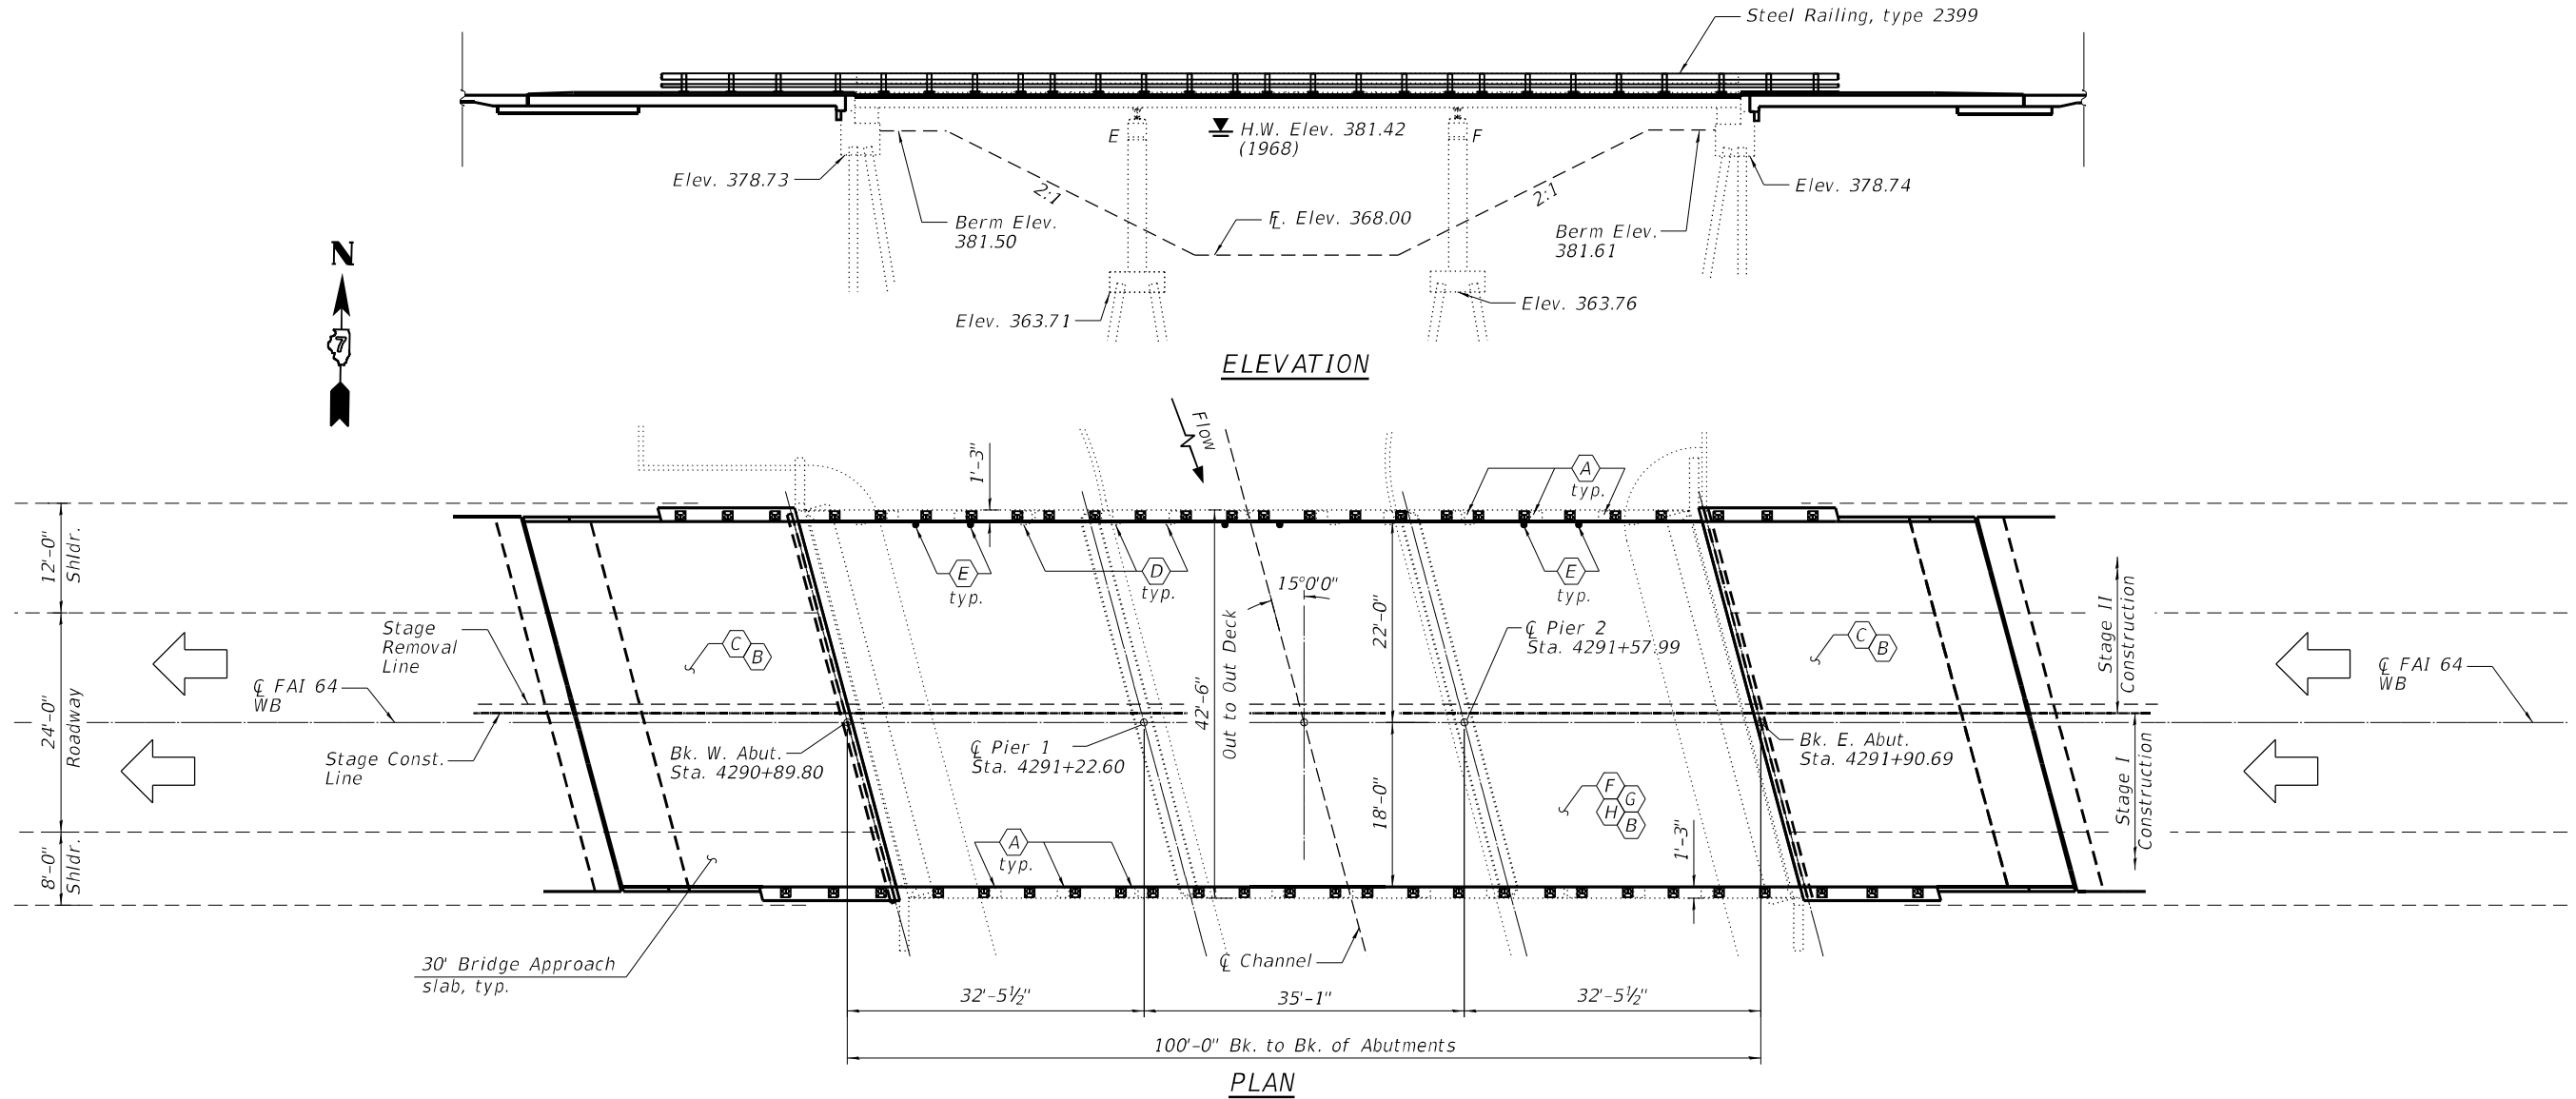 Steel Railing, type 2399
E
H.W. Elev. 381.42
(1968)
F
Elev. 378.73
Elev. 378.74
2:1
2:1
Berm Elev.
381.50
℄. Elev. 368.00
Berm Elev.
381.61
N
7
Elev. 363.71
Elev. 363.76
ELEVATION
Flow
1'-3"
A
typ.
12'-0"
Shldr.
E
typ.
D
typ.
15°0'0"
E
typ.
Stage
Removal
Line
C
B
42'-6"
Out to Out Deck
22'-0"
℄ Pier 2
Sta. 4291+57.99
C
B
Stage II
Construction
℄ FAI 64
WB
℄ FAI 64
WB
24'-0"
Roadway
Stage Const.
Line
Bk. W. Abut.
Sta. 4290+89.80
℄ Pier 1
Sta. 4291+22.60
Bk. E. Abut.
Sta. 4291+90.69
Stage I
Construction
18'-0"
F
G
H
B
8'-0"
Shldr.
A
typ.
1'-3"
30' Bridge Approach
slab, typ.
℄ Channel
32'-5½"
35'-1"
32'-5½"
100'-0" Bk. to Bk. of Abutments
PLAN